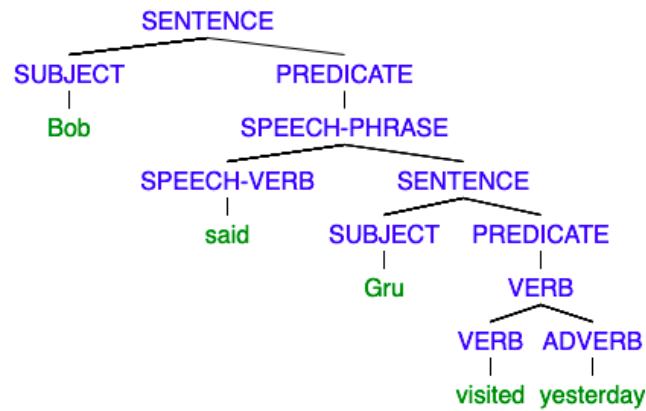 SENTENCE
SUBJECT PREDICATE
Bob SPEECH-PHRASE
SPEECH-VERB SENTENCE
said SUBJECT PREDICATE
Gru VERB
VERB ADVERB
visited yesterday